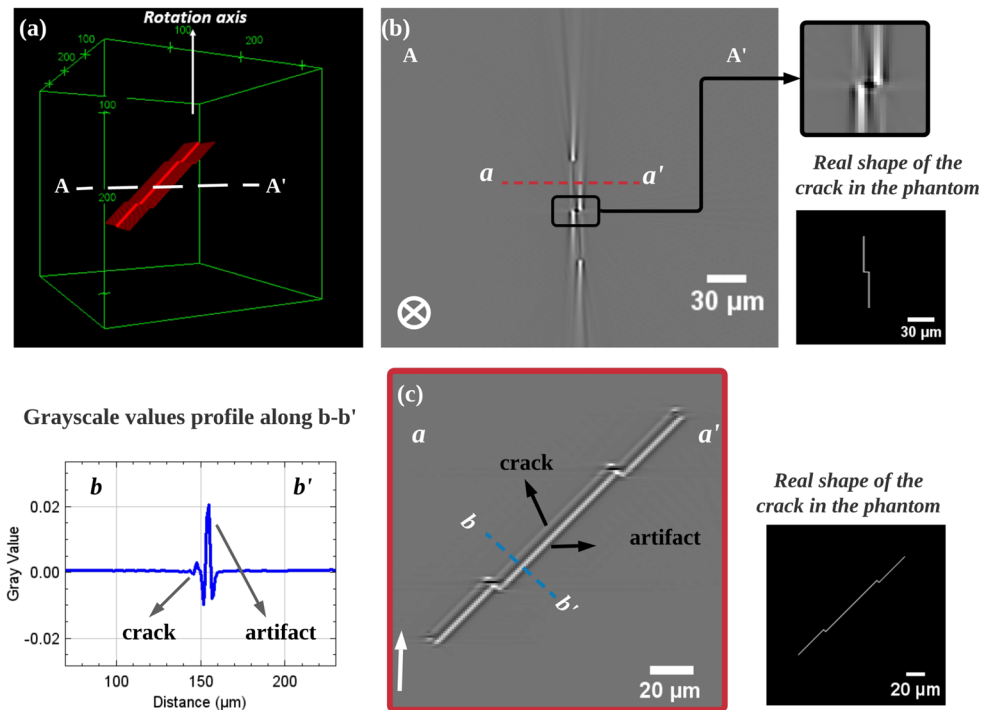 (a)
Rotation axis
100
100
200
200
100
200
A
A'
(b)
A
A'
a
a'
30 μm
Real shape of the
crack in the phantom
30 μm
Grayscale values profile along b-b'
b
b'
Gray Value
0.02
0.00
-0.02
crack
artifact
100
150
200
Distance (μm)
(c)
a
a'
crack
artifact
b
b'
20 μm
Real shape of the
crack in the phantom
20 μm